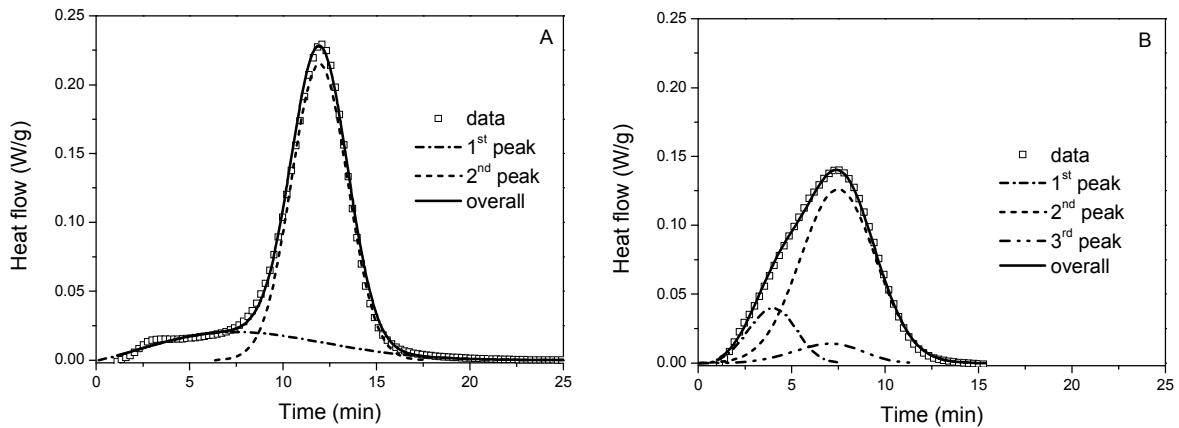 A
0.25
0.20
0.15
0.10
0.05
0.00
Heat flow (W/g)
data
1st peak
2nd peak
overall
0 5 10 15 20 25
Time (min)
B
0.25
0.20
0.15
0.10
0.05
0.00
Heat flow (W/g)
data
1st peak
2nd peak
3rd peak
overall
0 5 10 15 20 25
Time (min)